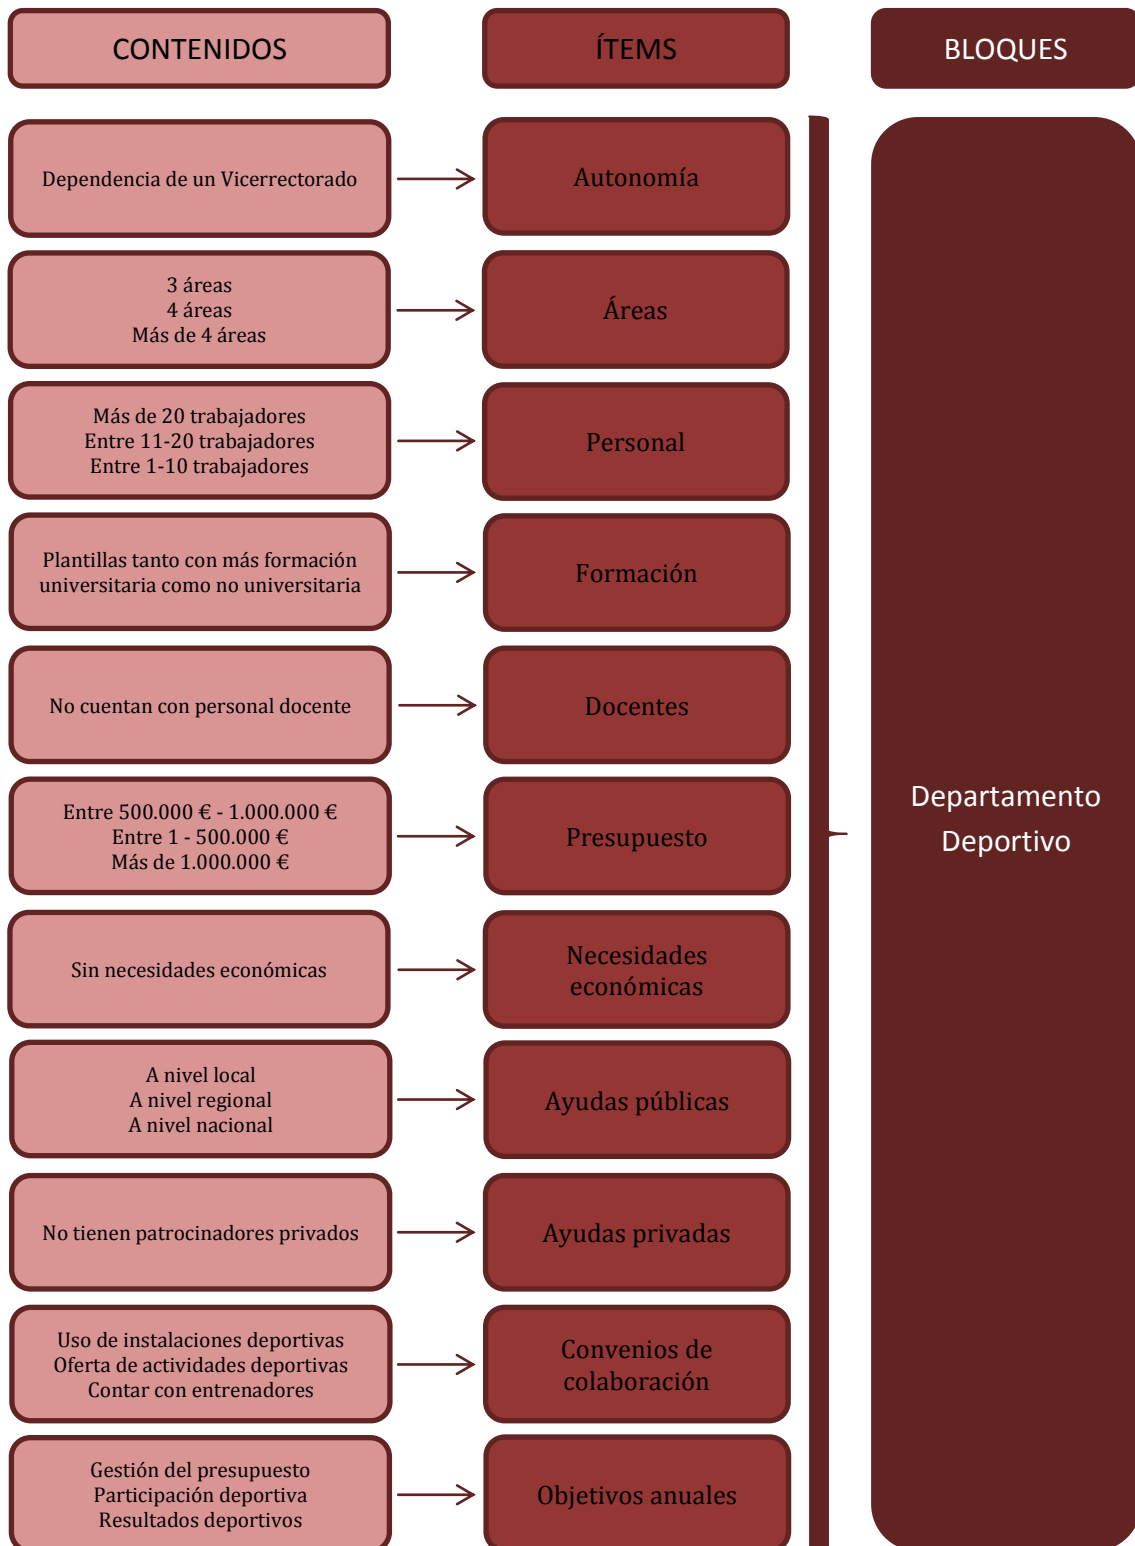 CONTENIDOS
ÍTEMS
BLOQUES
Dependencia de un Vicerrectorado
Autonomía
3 áreas
4 áreas
Más de 4 áreas
Áreas
Más de 20 trabajadores
Entre 11-20 trabajadores
Entre 1-10 trabajadores
Personal
Plantillas tanto con más formación
universitaria como no universitaria
Formación
No cuentan con personal docente
Docentes
Entre 500.000 € - 1.000.000 €
Entre 1 - 500.000 €
Más de 1.000.000 €
Presupuesto
Departamento
Deportivo
Sin necesidades económicas
Necesidades
económicas
A nivel local
A nivel regional
A nivel nacional
Ayudas públicas
No tienen patrocinadores privados
Ayudas privadas
Uso de instalaciones deportivas
Oferta de actividades deportivas
Contar con entrenadores
Convenios de
colaboración
Gestión del presupuesto
Participación deportiva
Resultados deportivos
Objetivos anuales